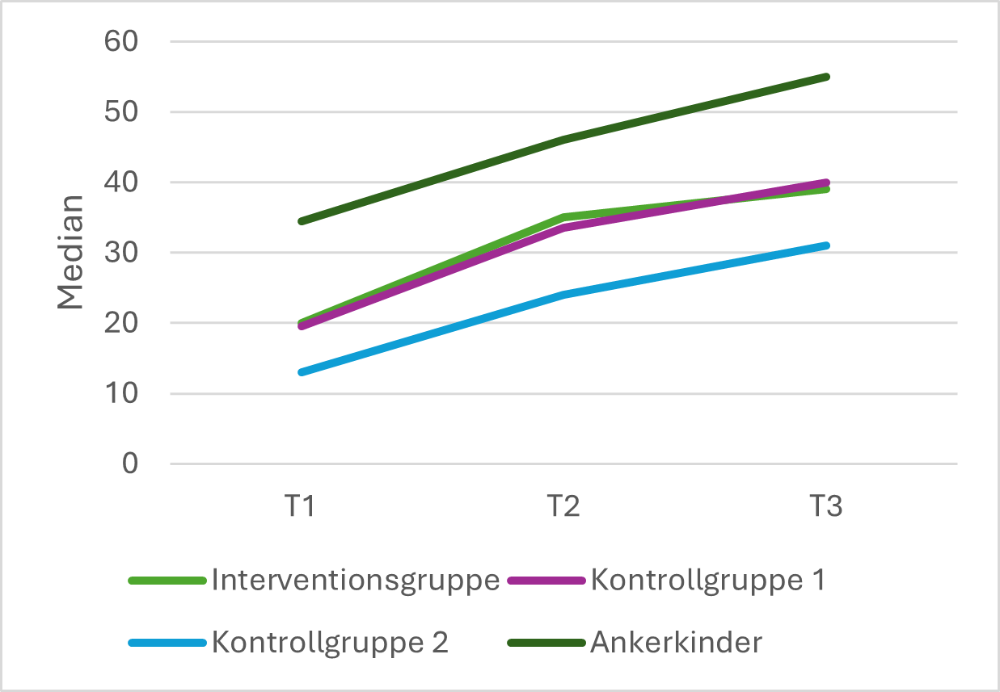 60
50
40
30
20
10
0
Median
T1 T2 T3
Interventionsgruppe Kontrollgruppe 1
Kontrollgruppe 2 Ankerkinder